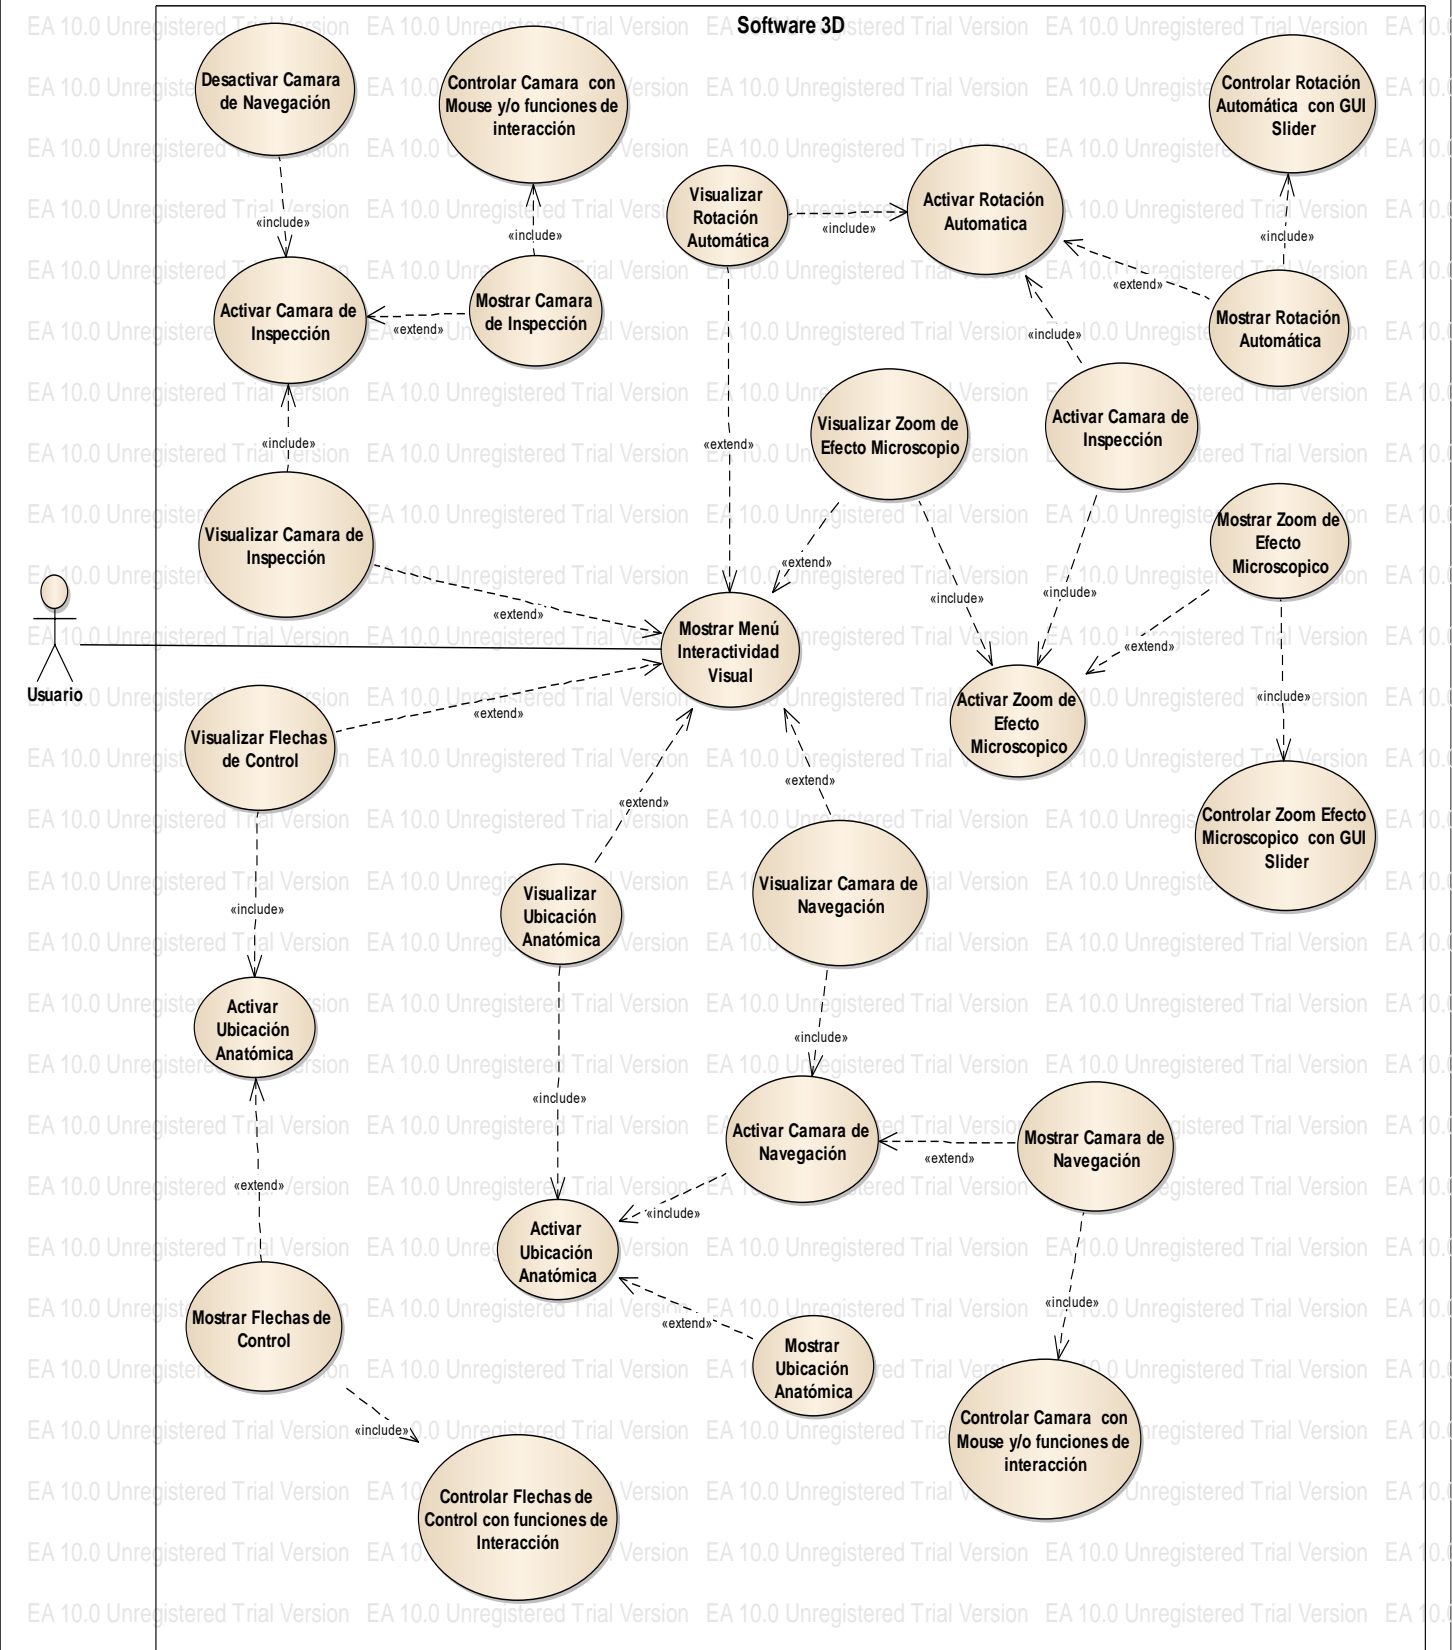 Software 3D
Desactivar Camara
de Navegación
Controlar Camara con
Mouse y/o funciones de
interacción
Controlar Rotación
Automática con GUI
Slider
Visualizar
Rotación
Automática
Activar Rotación
Automatica
«include»
«include»
«include»
«include»
Activar Camara de
Inspección
Mostrar Camara
de Inspección
«extend»
«extend»
Mostrar Rotación
Automática
«include»
«include»
«extend»
Visualizar Zoom de
Efecto Microscopio
Activar Camara de
Inspección
Visualizar Camara de
Inspección
Mostrar Zoom de
Efecto
Microscopico
«extend»
«extend»
«include»
«include»
Usuario
Mostrar Menú
Interactividad
Visual
«extend»
«include»
«extend»
Visualizar Flechas
de Control
Activar Zoom de
Efecto
Microscopico
«extend»
«extend»
Controlar Zoom Efecto
Microscopico con GUI
Slider
«include»
Visualizar
Ubicación
Anatómica
Visualizar Camara de
Navegación
Activar
Ubicación
Anatómica
«include»
«include»
Activar Camara de
Navegación
Mostrar Camara de
Navegación
«extend»
«extend»
«include»
Activar
Ubicación
Anatómica
«include»
Mostrar Flechas de
Control
«extend»
Mostrar
Ubicación
Anatómica
«include»
Controlar Camara con
Mouse y/o funciones de
interacción
Controlar Flechas de
Control con funciones de
Interacción
EA 10.0 Unregistered Trial Version